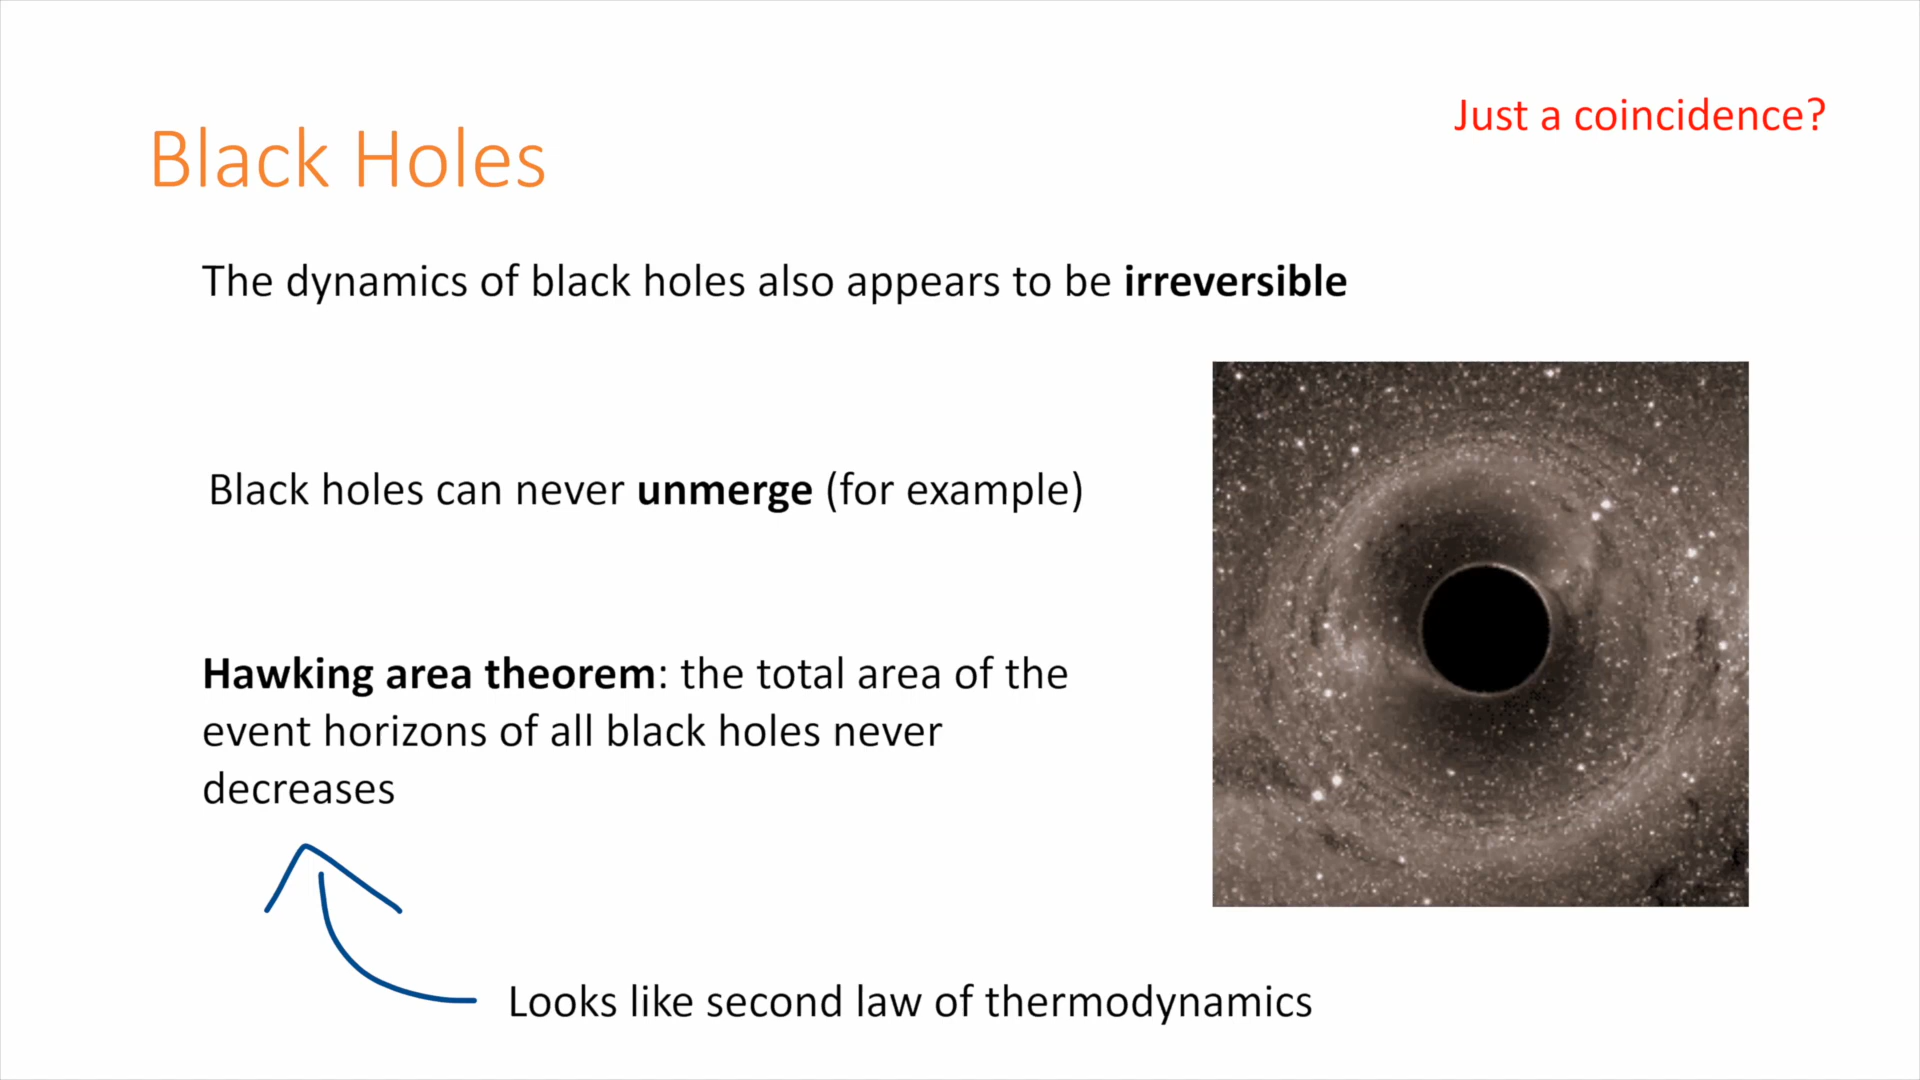 Just a coincidence?
Black Holes
The dynamics of black holes also appears to be irreversible
Black holes can never unmerge (for example)
Hawking area theorem: the total area of the
event horizons of all black holes never
decreases
Looks like second law of thermodynamics